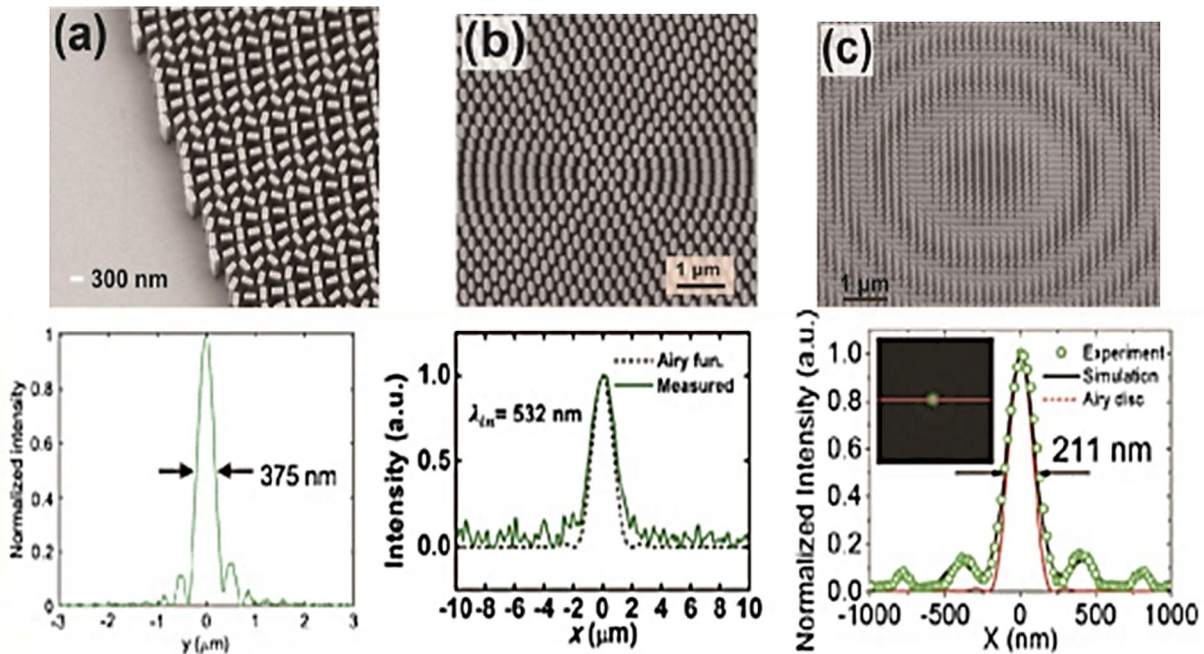 (a)
300 nm
(b)
1 µm
(c)
1 µm
1
0.8
0.6
0.4
0.2
0
Normalized intensity
375 nm
-3 -2 -1 0 1 2 3
y (µm)
1.0
0.5
0.0
Intensity (a.u.)
Airy fun.
Measured
λin= 532 nm
-10 -8 -6 -4 -2 0 2 4 6 8 10
X (µm)
1.0
0.8
0.6
0.4
0.2
0.0
Normalized Intensity (a.u.)
Experiment
Simulation
Airy disc
211 nm
-1000 -500 0 500 1000
X (nm)